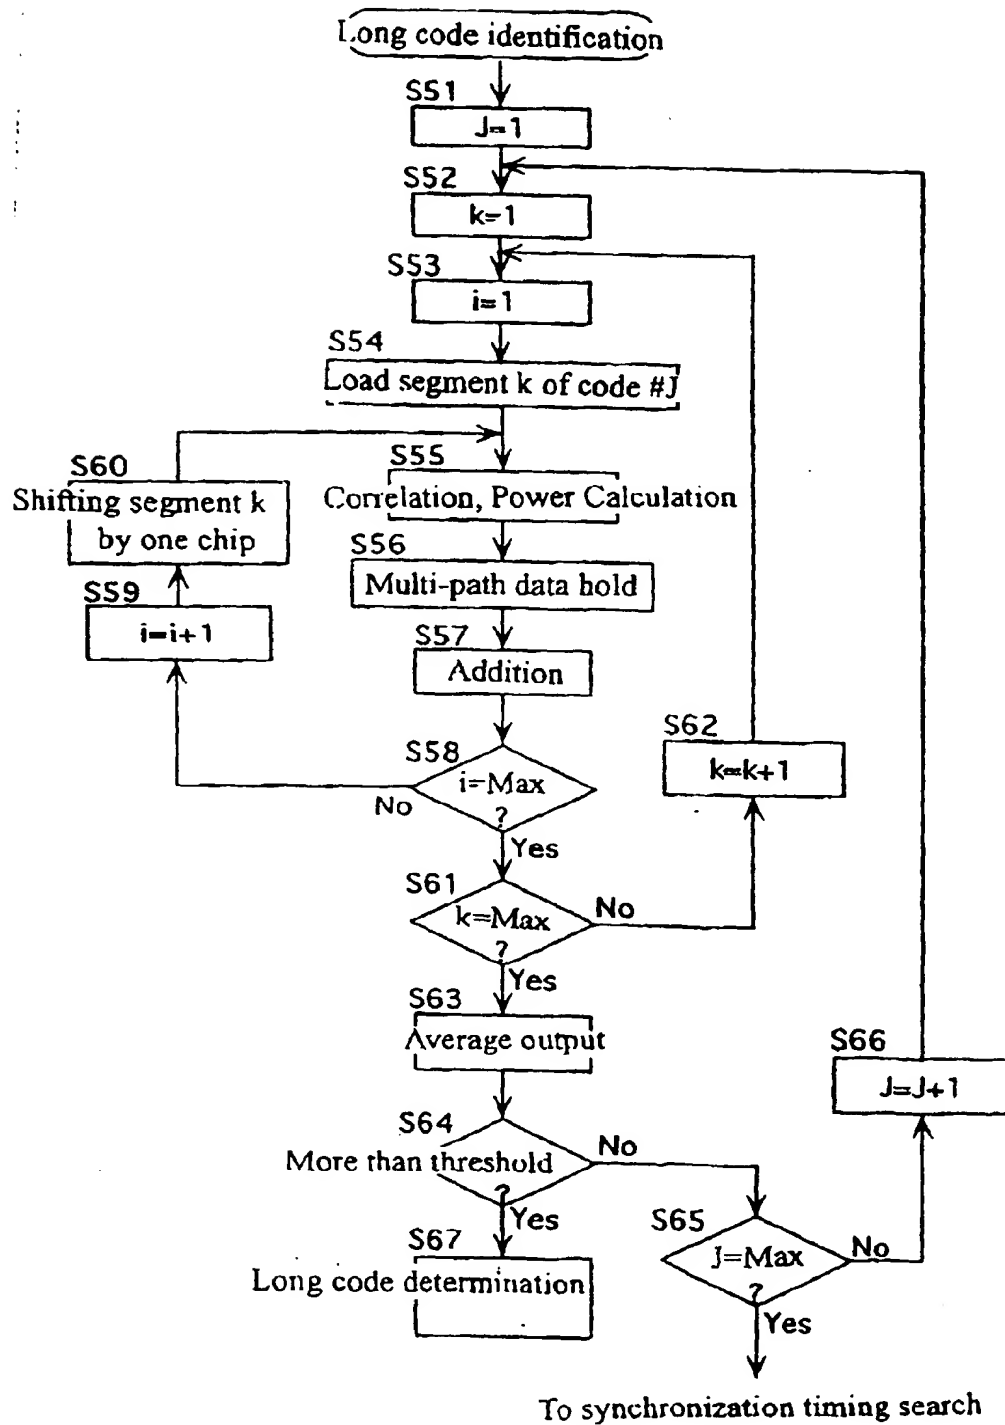 Long code identification
S51
J=1
S52
k=1
S53
i=1
S54
Load segment k of code #J
S55
Correlation, Power Calculation
S60
Shifting segment k
by one chip
S56
Multi-path data hold
S59
i=i+1
S57
Addition
S58
i=Max
?
No
Yes
S62
k=k+1
S61
k=Max
?
No
Yes
S63
Average output
S66
J=J+1
S64
More than threshold
?
No
Yes
S65
J=Max
?
No
Yes
S67
Long code determination
To synchronization timing search